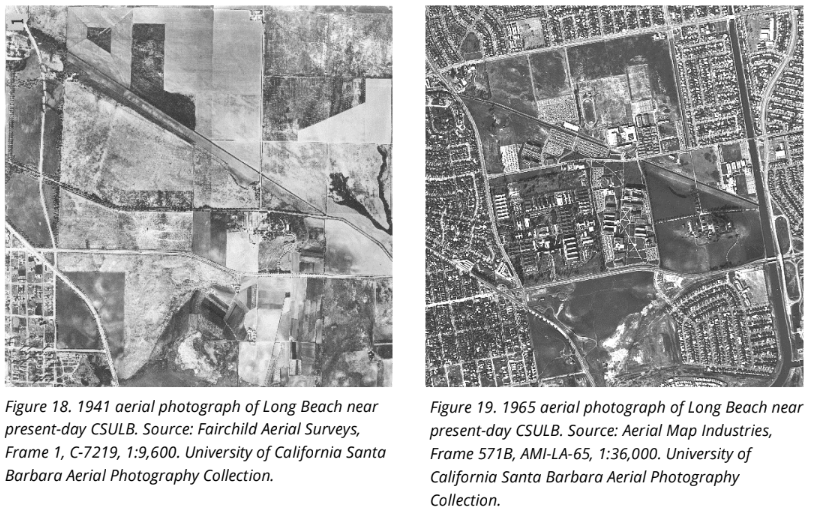 1
Figure 18. 1941 aerial photograph of Long Beach near
present-day CSULB. Source: Fairchild Aerial Surveys,
Frame 1, C-7219, 1:9,600. University of California Santa
Barbara Aerial Photography Collection.
Figure 19. 1965 aerial photograph of Long Beach near
present-day CSULB. Source: Aerial Map Industries,
Frame 571B, AMI-LA-65, 1:36,000. University of
California Santa Barbara Aerial Photography
Collection.